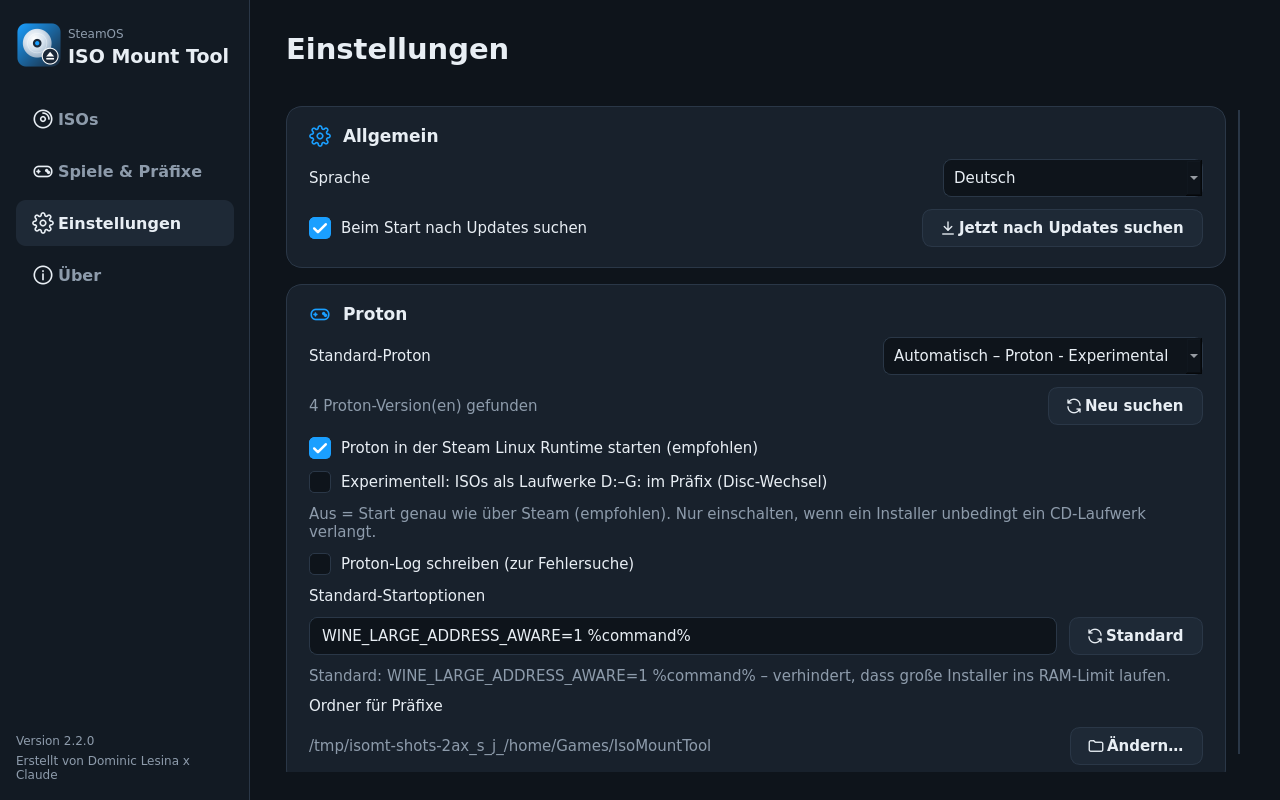 SteamOS
ISO Mount Tool
ISOs
Spiele & Präfixe
Einstellungen
Über
Version 2.2.0
Erstellt von Dominic Lesina x
Claude
Einstellungen
Allgemein
Sprache
Deutsch
Beim Start nach Updates suchen
Jetzt nach Updates suchen
Proton
Standard-Proton
Automatisch – Proton - Experimental
4 Proton-Version(en) gefunden
Neu suchen
Proton in der Steam Linux Runtime starten (empfohlen)
Experimentell: ISOs als Laufwerke D:–G: im Präfix (Disc-Wechsel)
Aus = Start genau wie über Steam (empfohlen). Nur einschalten, wenn ein Installer unbedingt ein CD-Laufwerk
verlangt.
Proton-Log schreiben (zur Fehlersuche)
Standard-Startoptionen
WINE_LARGE_ADDRESS_AWARE=1 %command%
Standard
Standard: WINE_LARGE_ADDRESS_AWARE=1 %command% – verhindert, dass große Installer ins RAM-Limit laufen.
Ordner für Präfixe
/tmp/isomt-shots-2ax_s_j_/home/Games/IsoMountTool
Ändern…